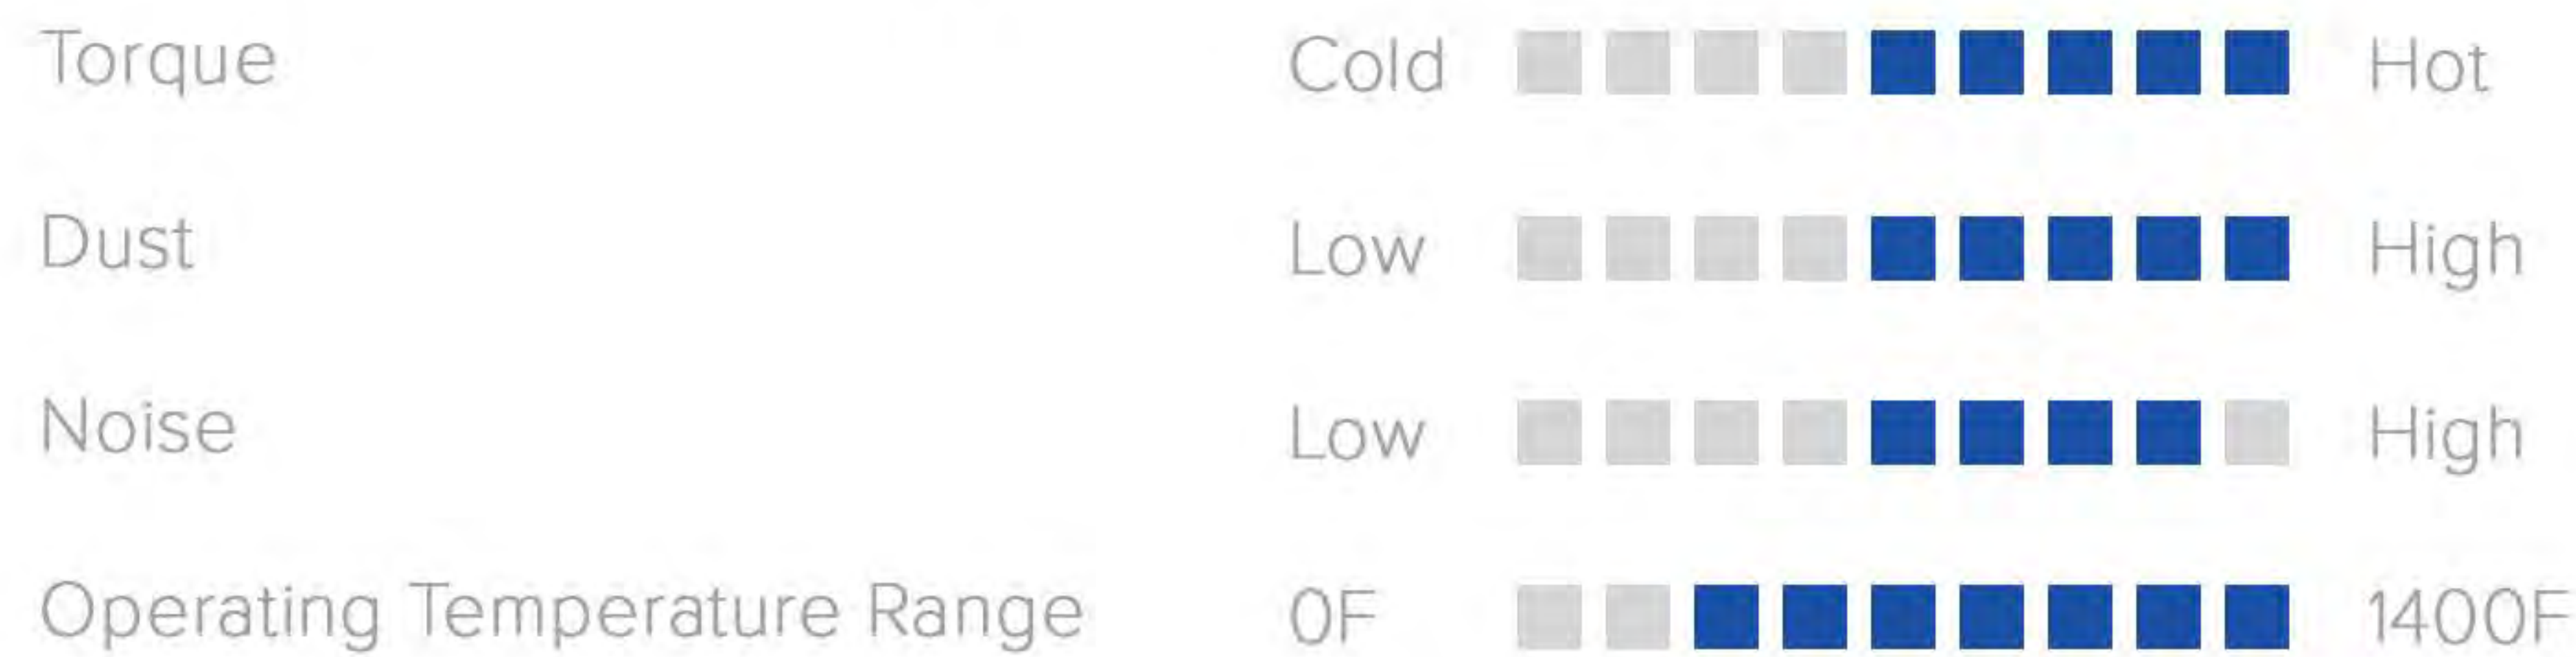 Torque Cold Hot
Dust Low High
Noise Low High
Operating Temperature Range 0F 1400F